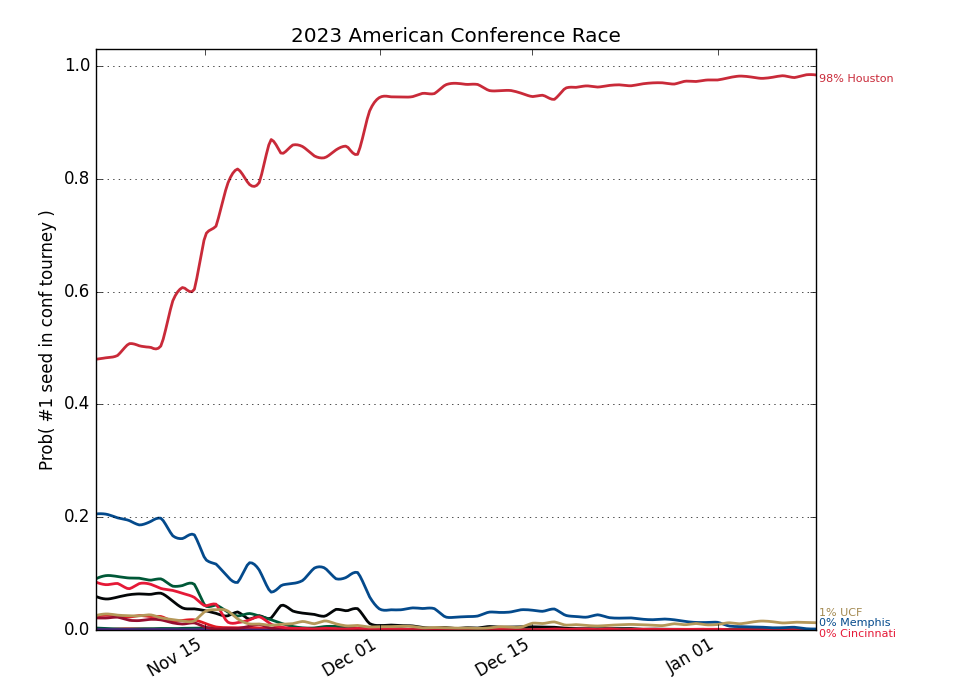 2023 American Conference Race
Prob( #1 seed in conf tourney )
1.0
0.8
0.6
0.4
0.2
0.0
Nov 15
Dec 01
Dec 15
Jan 01
98% Houston
1% UCF
0% Memphis
0% Cincinnati